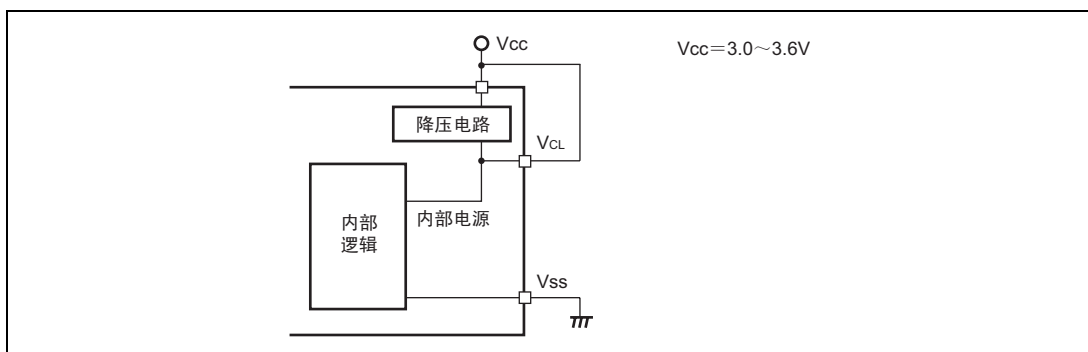 Vcc
Vcc＝3.0～3.6V
降压电路
VCL
内部电源
内部
逻辑
Vss